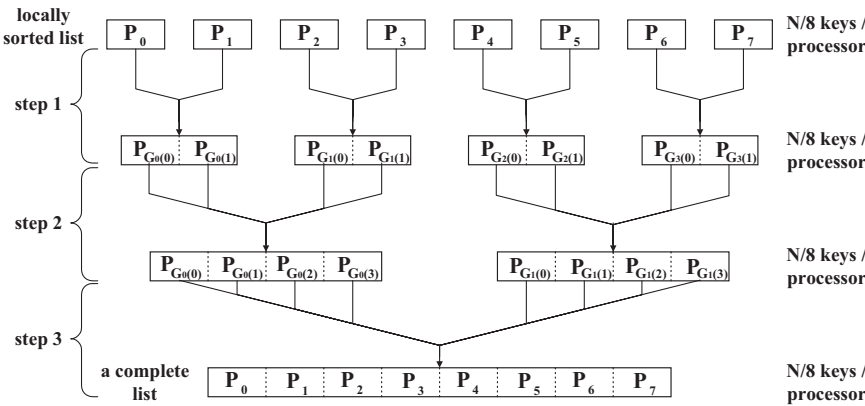 locally sorted list
P0 P1 P2 P3 P4 P5 P6 P7
N/8 keys / processor
step 1
PG0(0) PG0(1) PG1(0) PG1(1) PG2(0) PG2(1) PG3(0) PG3(1)
N/8 keys / processor
step 2
PG0(0) PG0(1) PG0(2) PG0(3) PG1(0) PG1(1) PG1(2) PG1(3)
N/8 keys / processor
step 3
a complete list
P0 P1 P2 P3 P4 P5 P6 P7
N/8 keys / processor